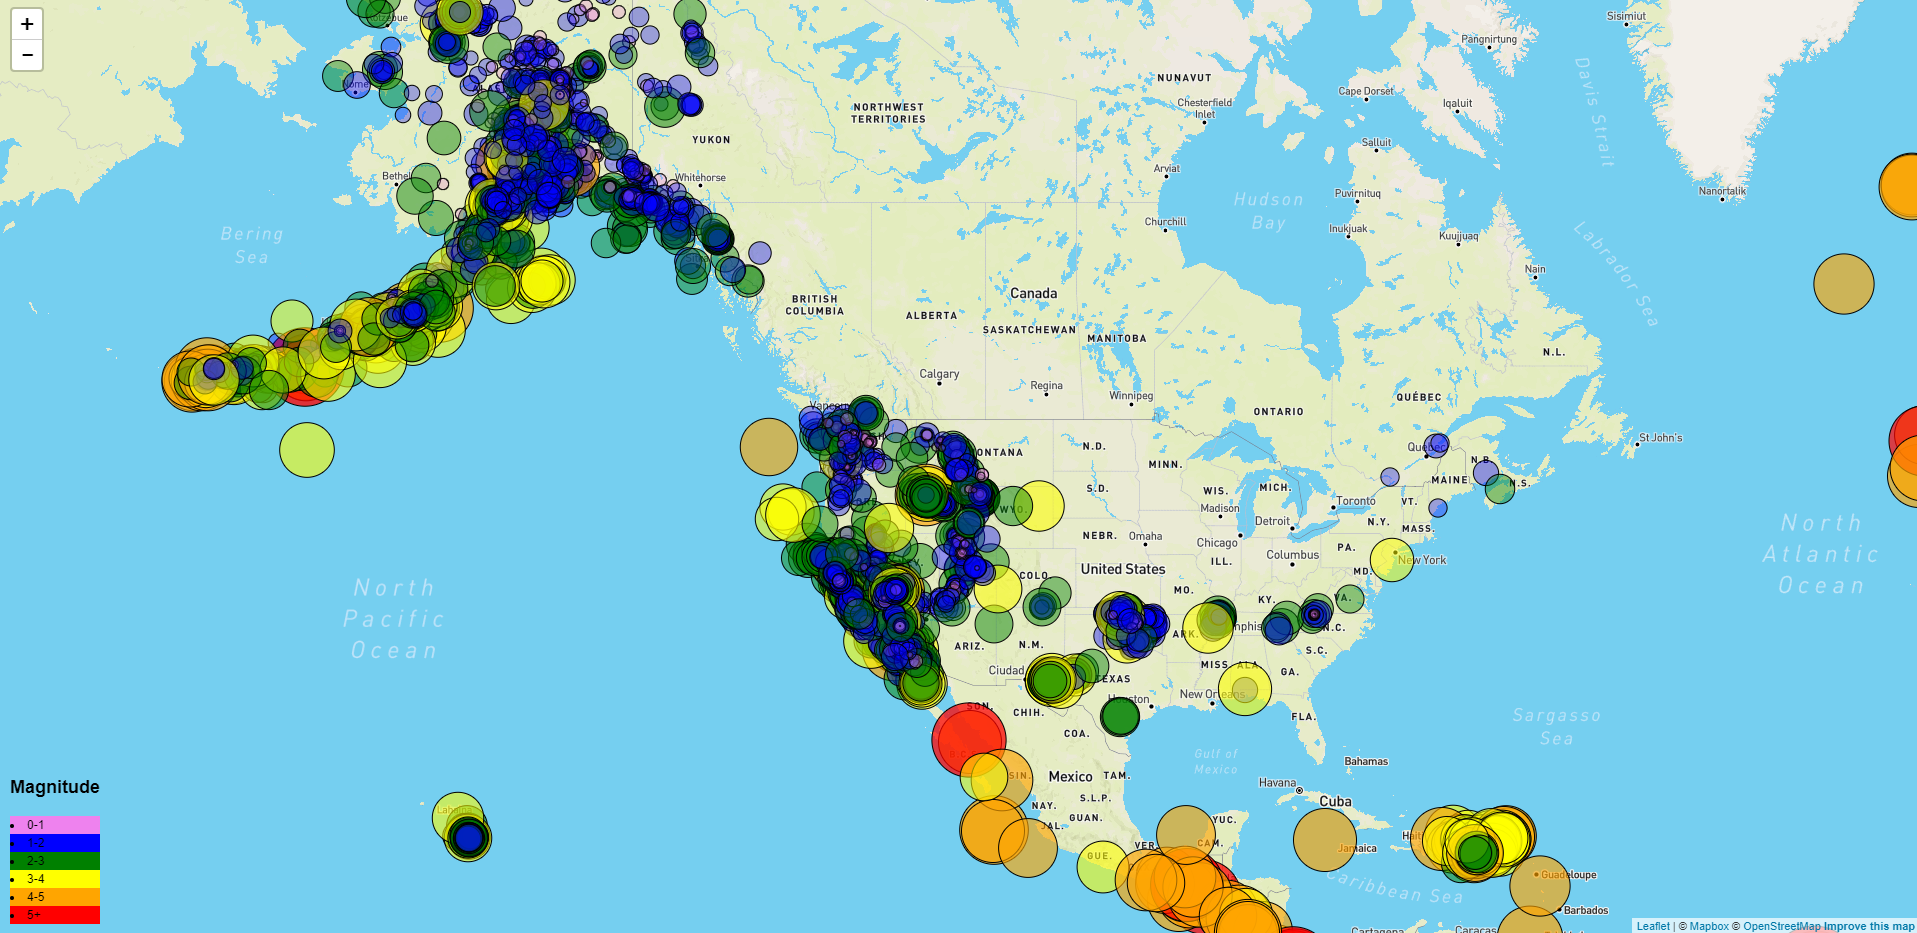 +
−
Kotzebue
Nome
Bethel
YUKON
Whitehorse
NORTHWEST
TERRITORIES
NUNAVUT
Chesterfield
Inlet
Cape Dorset
Pangnirtung
Iqaluit
Sisimiut
Davis Strait
Salluit
Arviat
Puvirnituq
Nanortalik
Hudson
Bay
Churchill
Inukjuak
Kuujjuaq
Labrador Sea
Nain
Bering
Sea
Canada
BRITISH
COLUMBIA
ALBERTA
SASKATCHEWAN
MANITOBA
N.L.
Calgary
Regina
Winnipeg
ONTARIO
QUÉBEC
St John's
N.D.
MINN.
Québec
N.B.
MAINE
N.S.
S.D.
WIS.
MICH.
Toronto
VT.
WYO.
Madison
Detroit
N.Y.
MASS.
NEBR.
Omaha
Chicago
Columbus
PA.
New York
ILL.
United States
COLO.
MD.
MO.
KY.
VA.
ARK.
N.C.
ARIZ.
N.M.
MISS.
ALA.
S.C.
GA.
Ciudad
TEXAS
Houston
New Orleans
FLA.
North
Pacific
Ocean
North
Atlantic
Ocean
Sargasso
Sea
SON.
CHIH.
COA.
Gulf of
Mexico
Bahamas
SIN.
Mexico
TAM.
Havana
Cuba
NAY.
S.L.P.
GUAN.
JAL.
YUC.
GUE.
VER.
CAM.
Jamaica
Haiti
Guadeloupe
Caribbean Sea
Barbados
Cartagena
Caracas
Lahaina
Magnitude
0-1
1-2
2-3
3-4
4-5
5+
Leaflet | © Mapbox © OpenStreetMap Improve this map